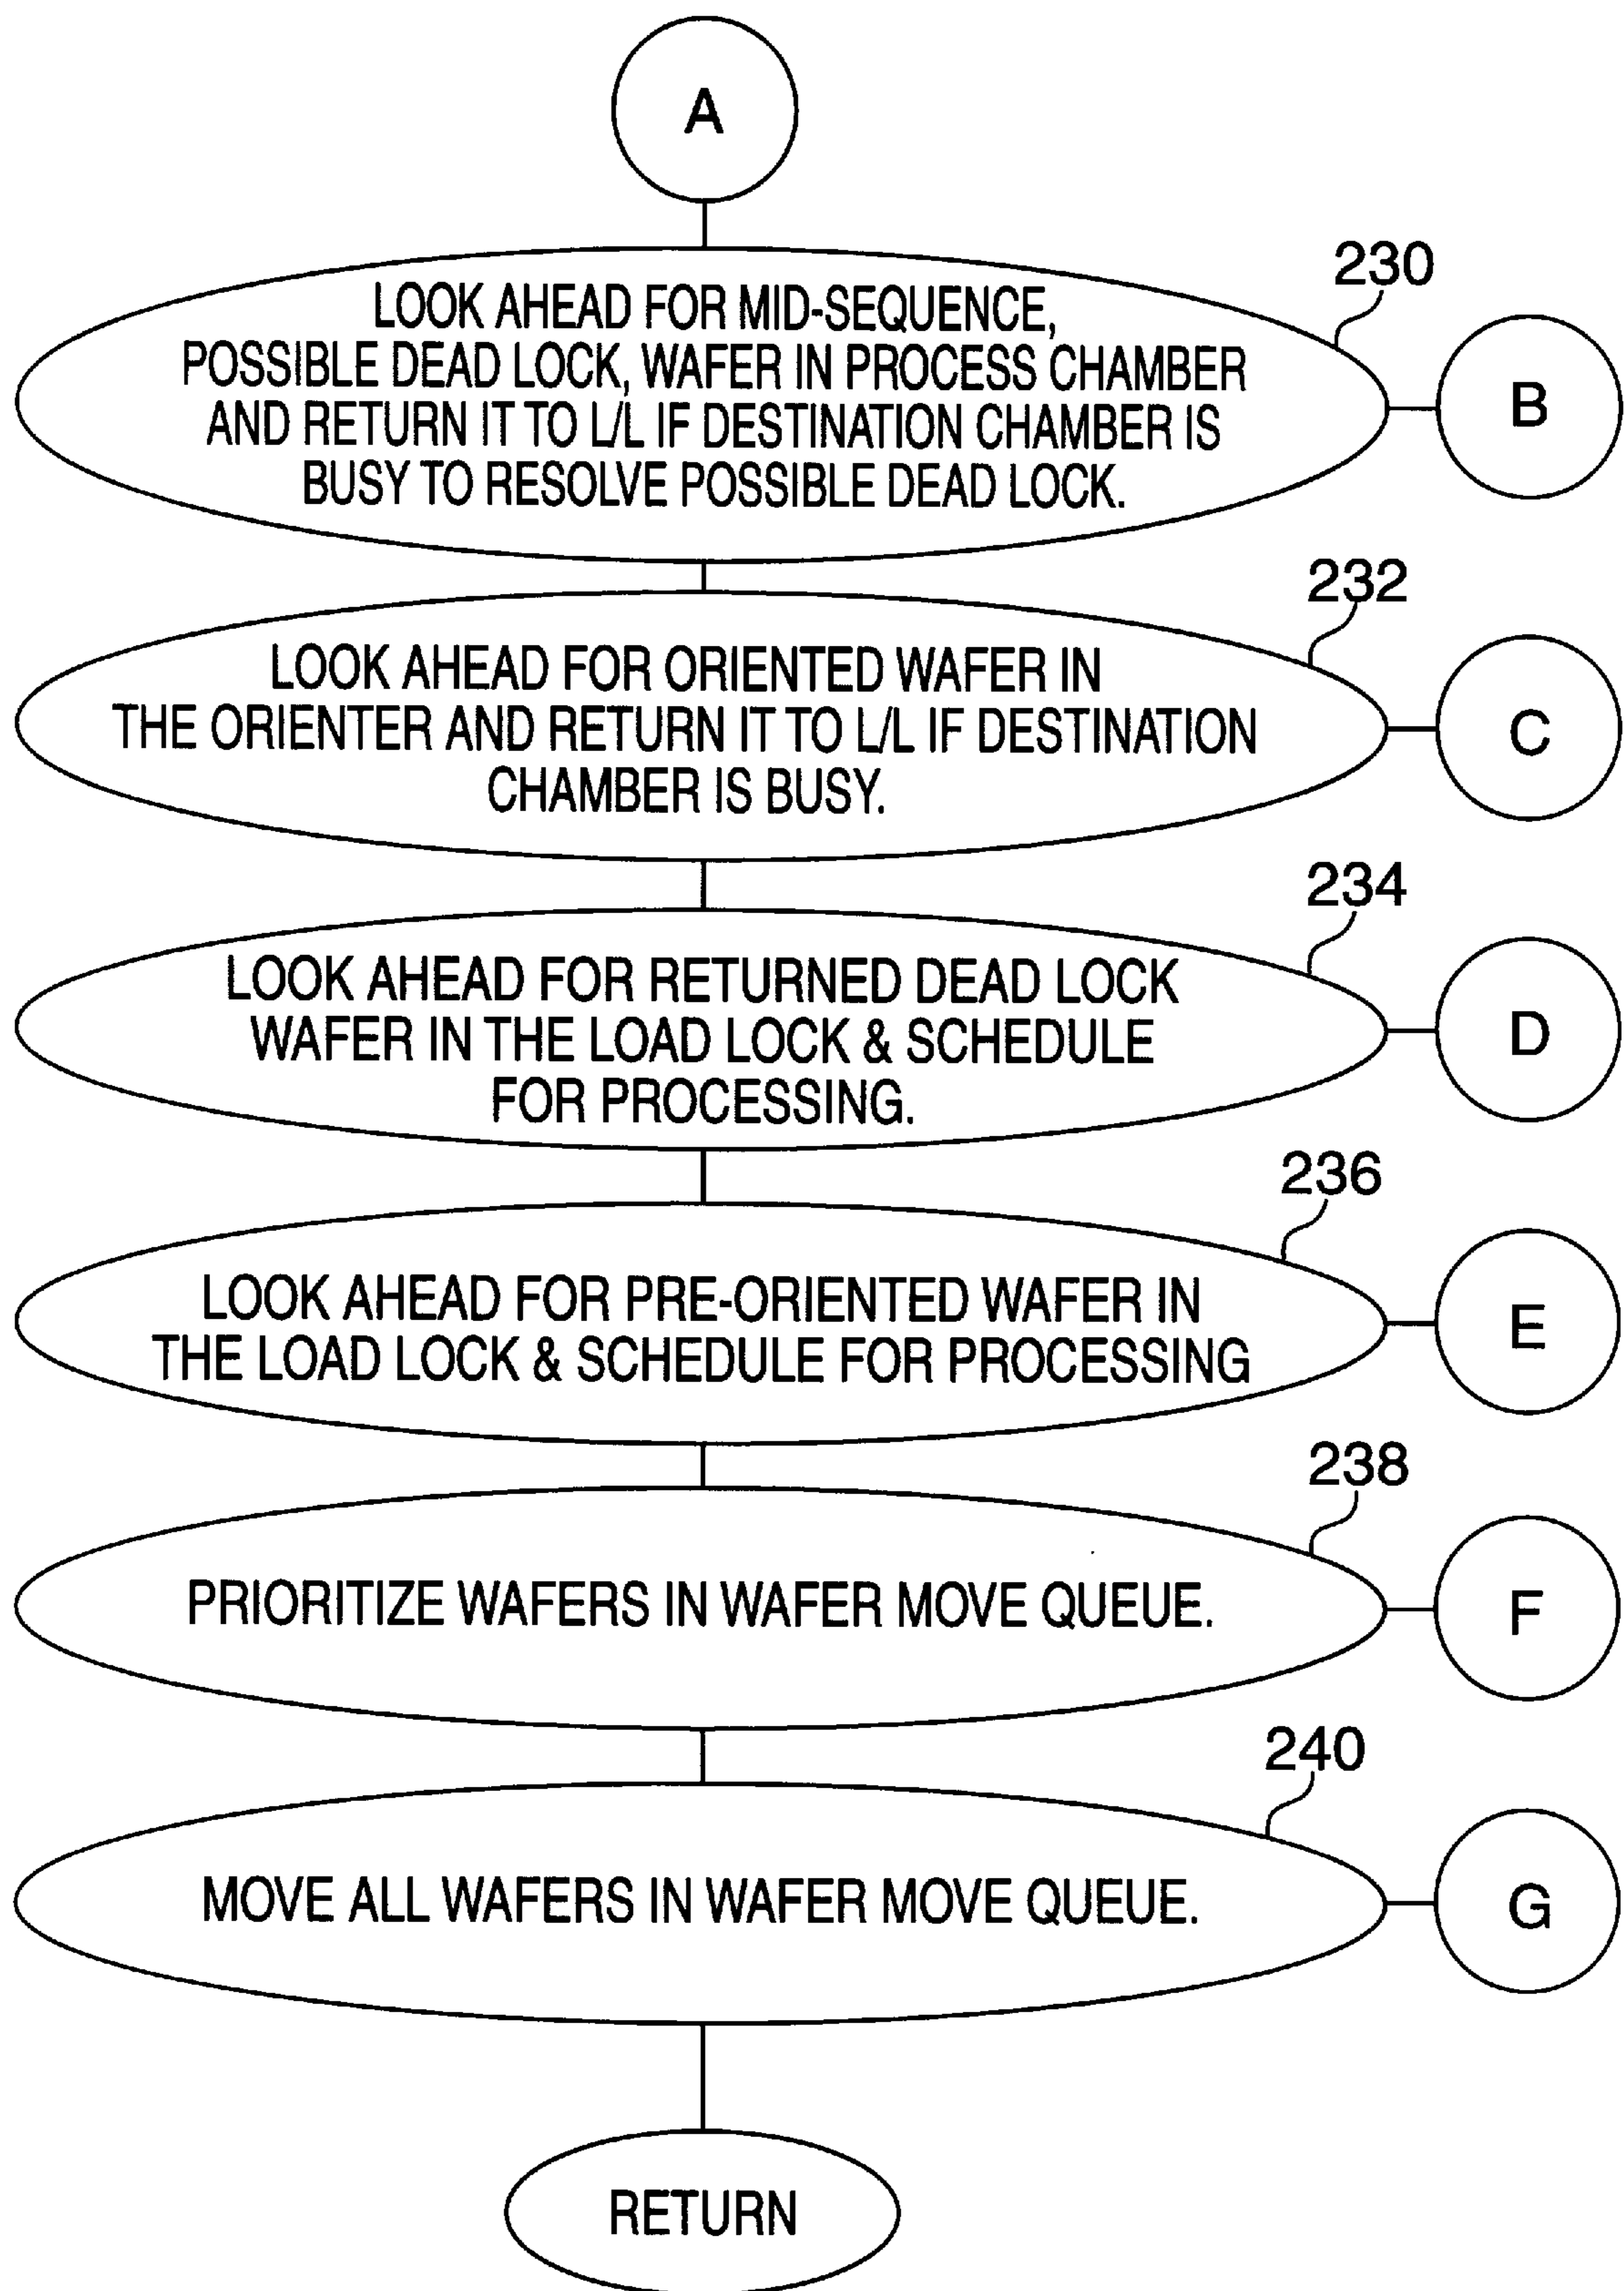 A
230
LOOK AHEAD FOR MID-SEQUENCE,
POSSIBLE DEAD LOCK, WAFER IN PROCESS CHAMBER
AND RETURN IT TO L/L IF DESTINATION CHAMBER IS
BUSY TO RESOLVE POSSIBLE DEAD LOCK.
B
232
LOOK AHEAD FOR ORIENTED WAFER IN
THE ORIENTER AND RETURN IT TO L/L IF DESTINATION
CHAMBER IS BUSY.
C
234
LOOK AHEAD FOR RETURNED DEAD LOCK
WAFER IN THE LOAD LOCK & SCHEDULE
FOR PROCESSING.
D
236
LOOK AHEAD FOR PRE-ORIENTED WAFER IN
THE LOAD LOCK & SCHEDULE FOR PROCESSING
E
238
PRIORITIZE WAFERS IN WAFER MOVE QUEUE.
F
240
MOVE ALL WAFERS IN WAFER MOVE QUEUE.
G
RETURN